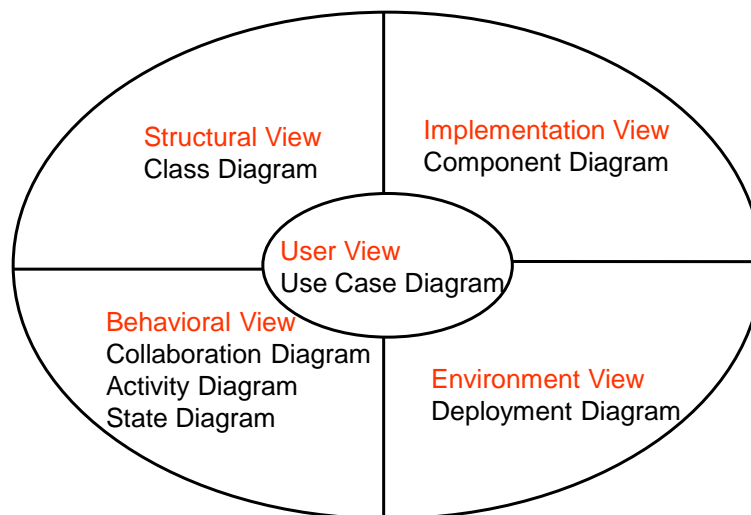 Structural View
Class Diagram
Implementation View
Component Diagram
User View
Use Case Diagram
Behavioral View
Collaboration Diagram
Activity Diagram
State Diagram
Environment View
Deployment Diagram